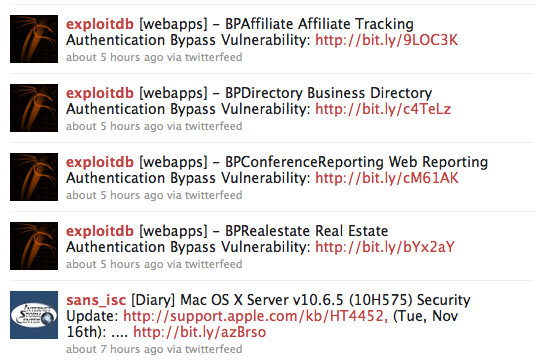 exploitdb [webapps] – BPAffiliate Affiliate Tracking
Authentication Bypass Vulnerability: http://bit.ly/9LOC3K
about 5 hours ago via twitterfeed
exploitdb [webapps] – BPDirectory Business Directory
Authentication Bypass Vulnerability: http://bit.ly/c4TeLz
about 5 hours ago via twitterfeed
exploitdb [webapps] – BPConferenceReporting Web Reporting
Authentication Bypass Vulnerability: http://bit.ly/cM61AK
about 5 hours ago via twitterfeed
exploitdb [webapps] – BPRealestate Real Estate
Authentication Bypass Vulnerability: http://bit.ly/bYx2aY
about 5 hours ago via twitterfeed
INTERNET
STORM
CENTER
sans_isc [Diary] Mac OS X Server v10.6.5 (10H575) Security
Update: http://support.apple.com/kb/HT4452, (Tue, Nov
16th): .... http://bit.ly/azBrso
about 7 hours ago via twitterfeed